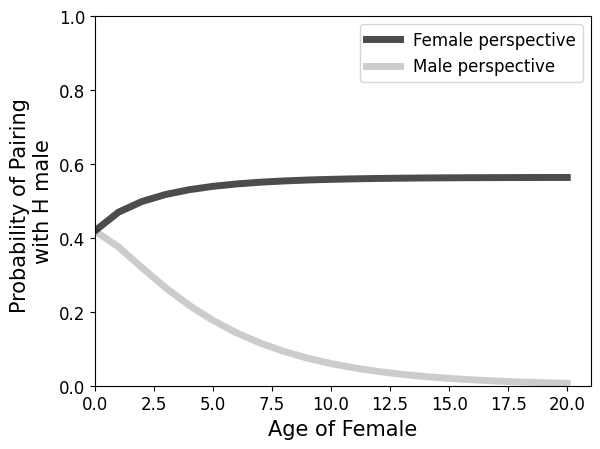 Female perspective
Male perspective
Probability of Pairing
with H male
1.0
0.8
0.6
0.4
0.2
0.0
0.0 2.5 5.0 7.5 10.0 12.5 15.0 17.5 20.0
Age of Female